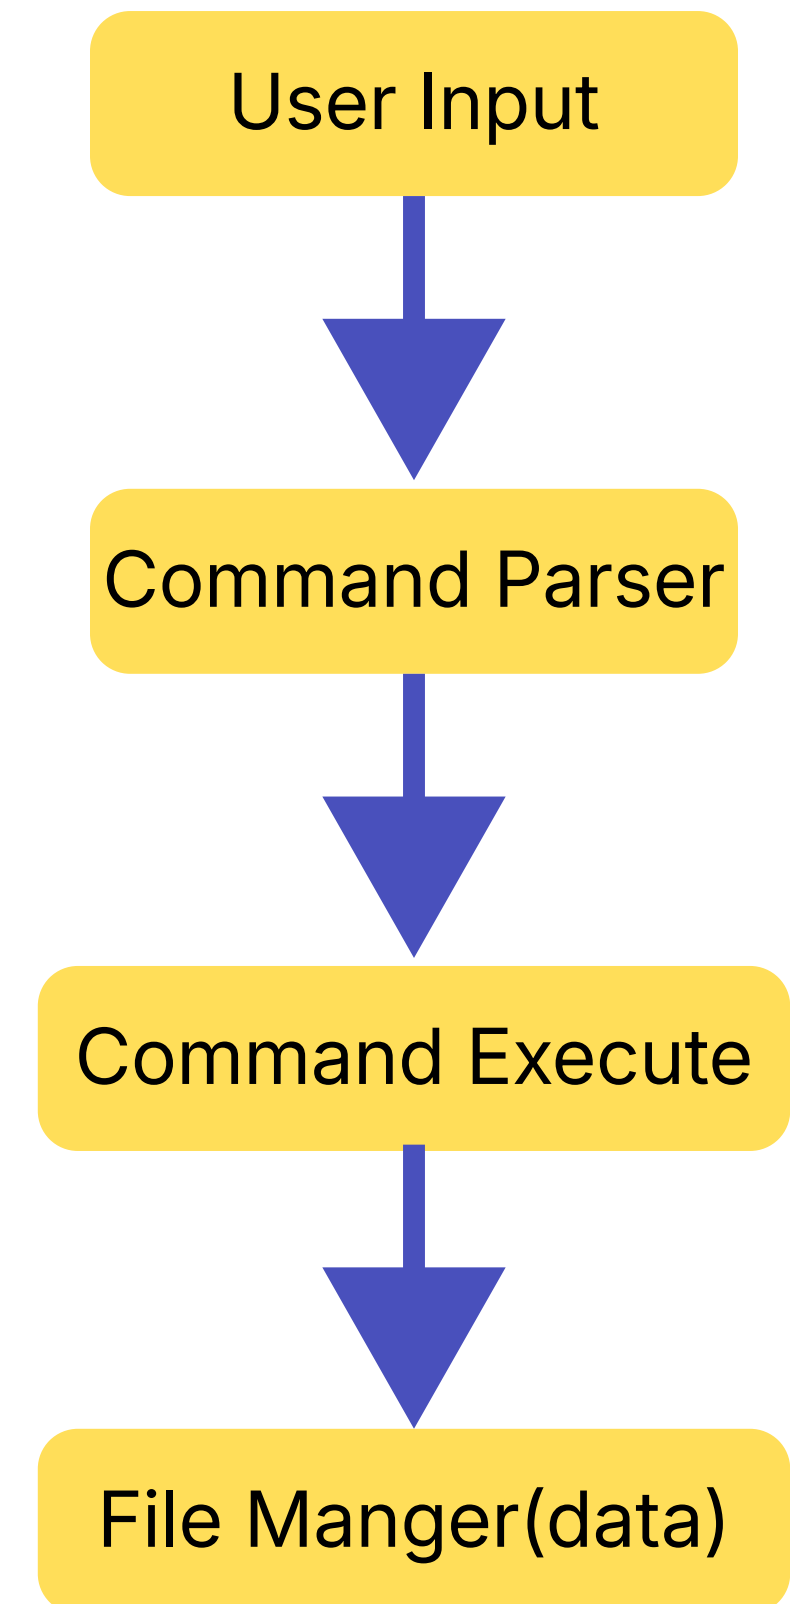 User Input
Command Parser
Command Execute
File Manger(data)